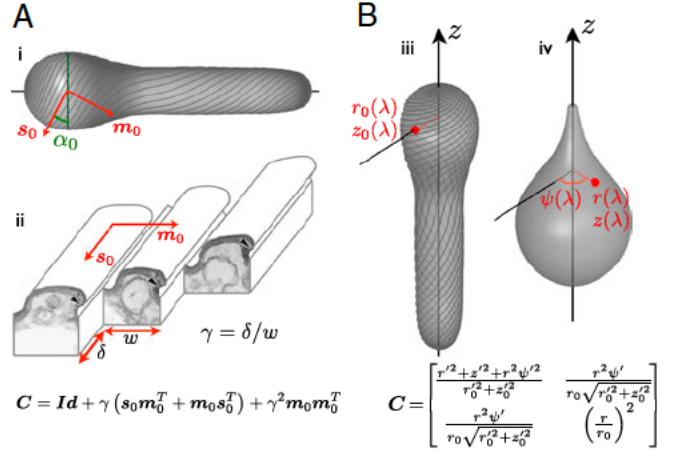 A
B
i
s₀
m₀
α₀
ii
m₀
s₀
w
δ
γ = δ/w
C = Id + γ (s₀m₀ᵀ + m₀s₀ᵀ) + γ²m₀m₀ᵀ
iii
z
r₀(λ)
z₀(λ)
iv
z
ψ(λ)
r(λ)
z(λ)
C = [ (r′² + z′² + r²ψ′²)/(r₀′² + z₀′²)   r²ψ′/(r₀√(r₀′² + z₀′²))
r²ψ′/(r₀√(r₀′² + z₀′²))   (r/r₀)²